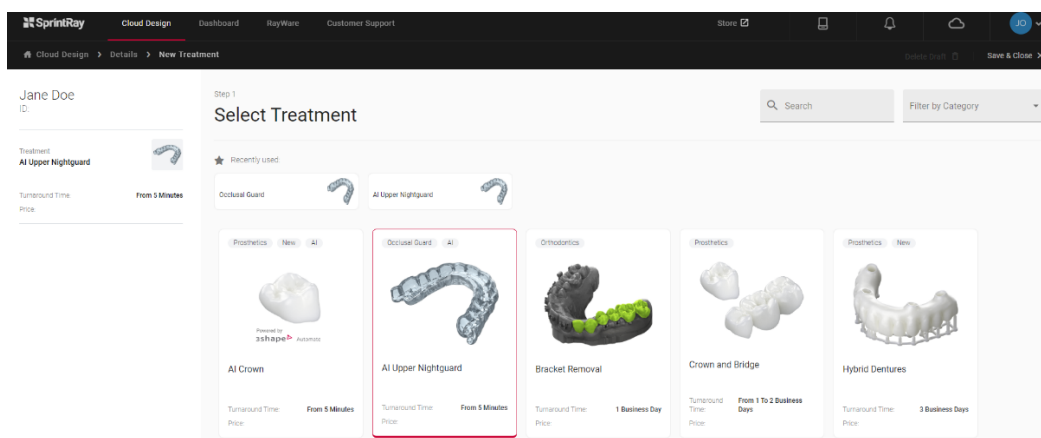 SprintRay Cloud Design Dashboard RayWare Customer Support Store JO
Cloud Design > Details > New Treatment Delete Draft Save & Close X
Jane Doe
ID:
Treatment
AI Upper Nightguard
Turnaround Time From 5 Minutes
Price
Step 1
Select Treatment
Search
Filter by Category
Recently used:
Occlusal Guard
AI Upper Nightguard
Prosthetics New AI
Powered by
3shape Automate
AI Crown
Turnaround Time: From 5 Minutes
Price:
Occlusal Guard AI
AI Upper Nightguard
Turnaround Time: From 5 Minutes
Price:
Orthodontics
Bracket Removal
Turnaround Time: 1 Business Day
Price:
Prosthetics
Crown and Bridge
Turnaround From 1 To 2 Business
Time: Days
Price:
Prosthetics New
Hybrid Dentures
Turnaround Time: 3 Business Days
Price: